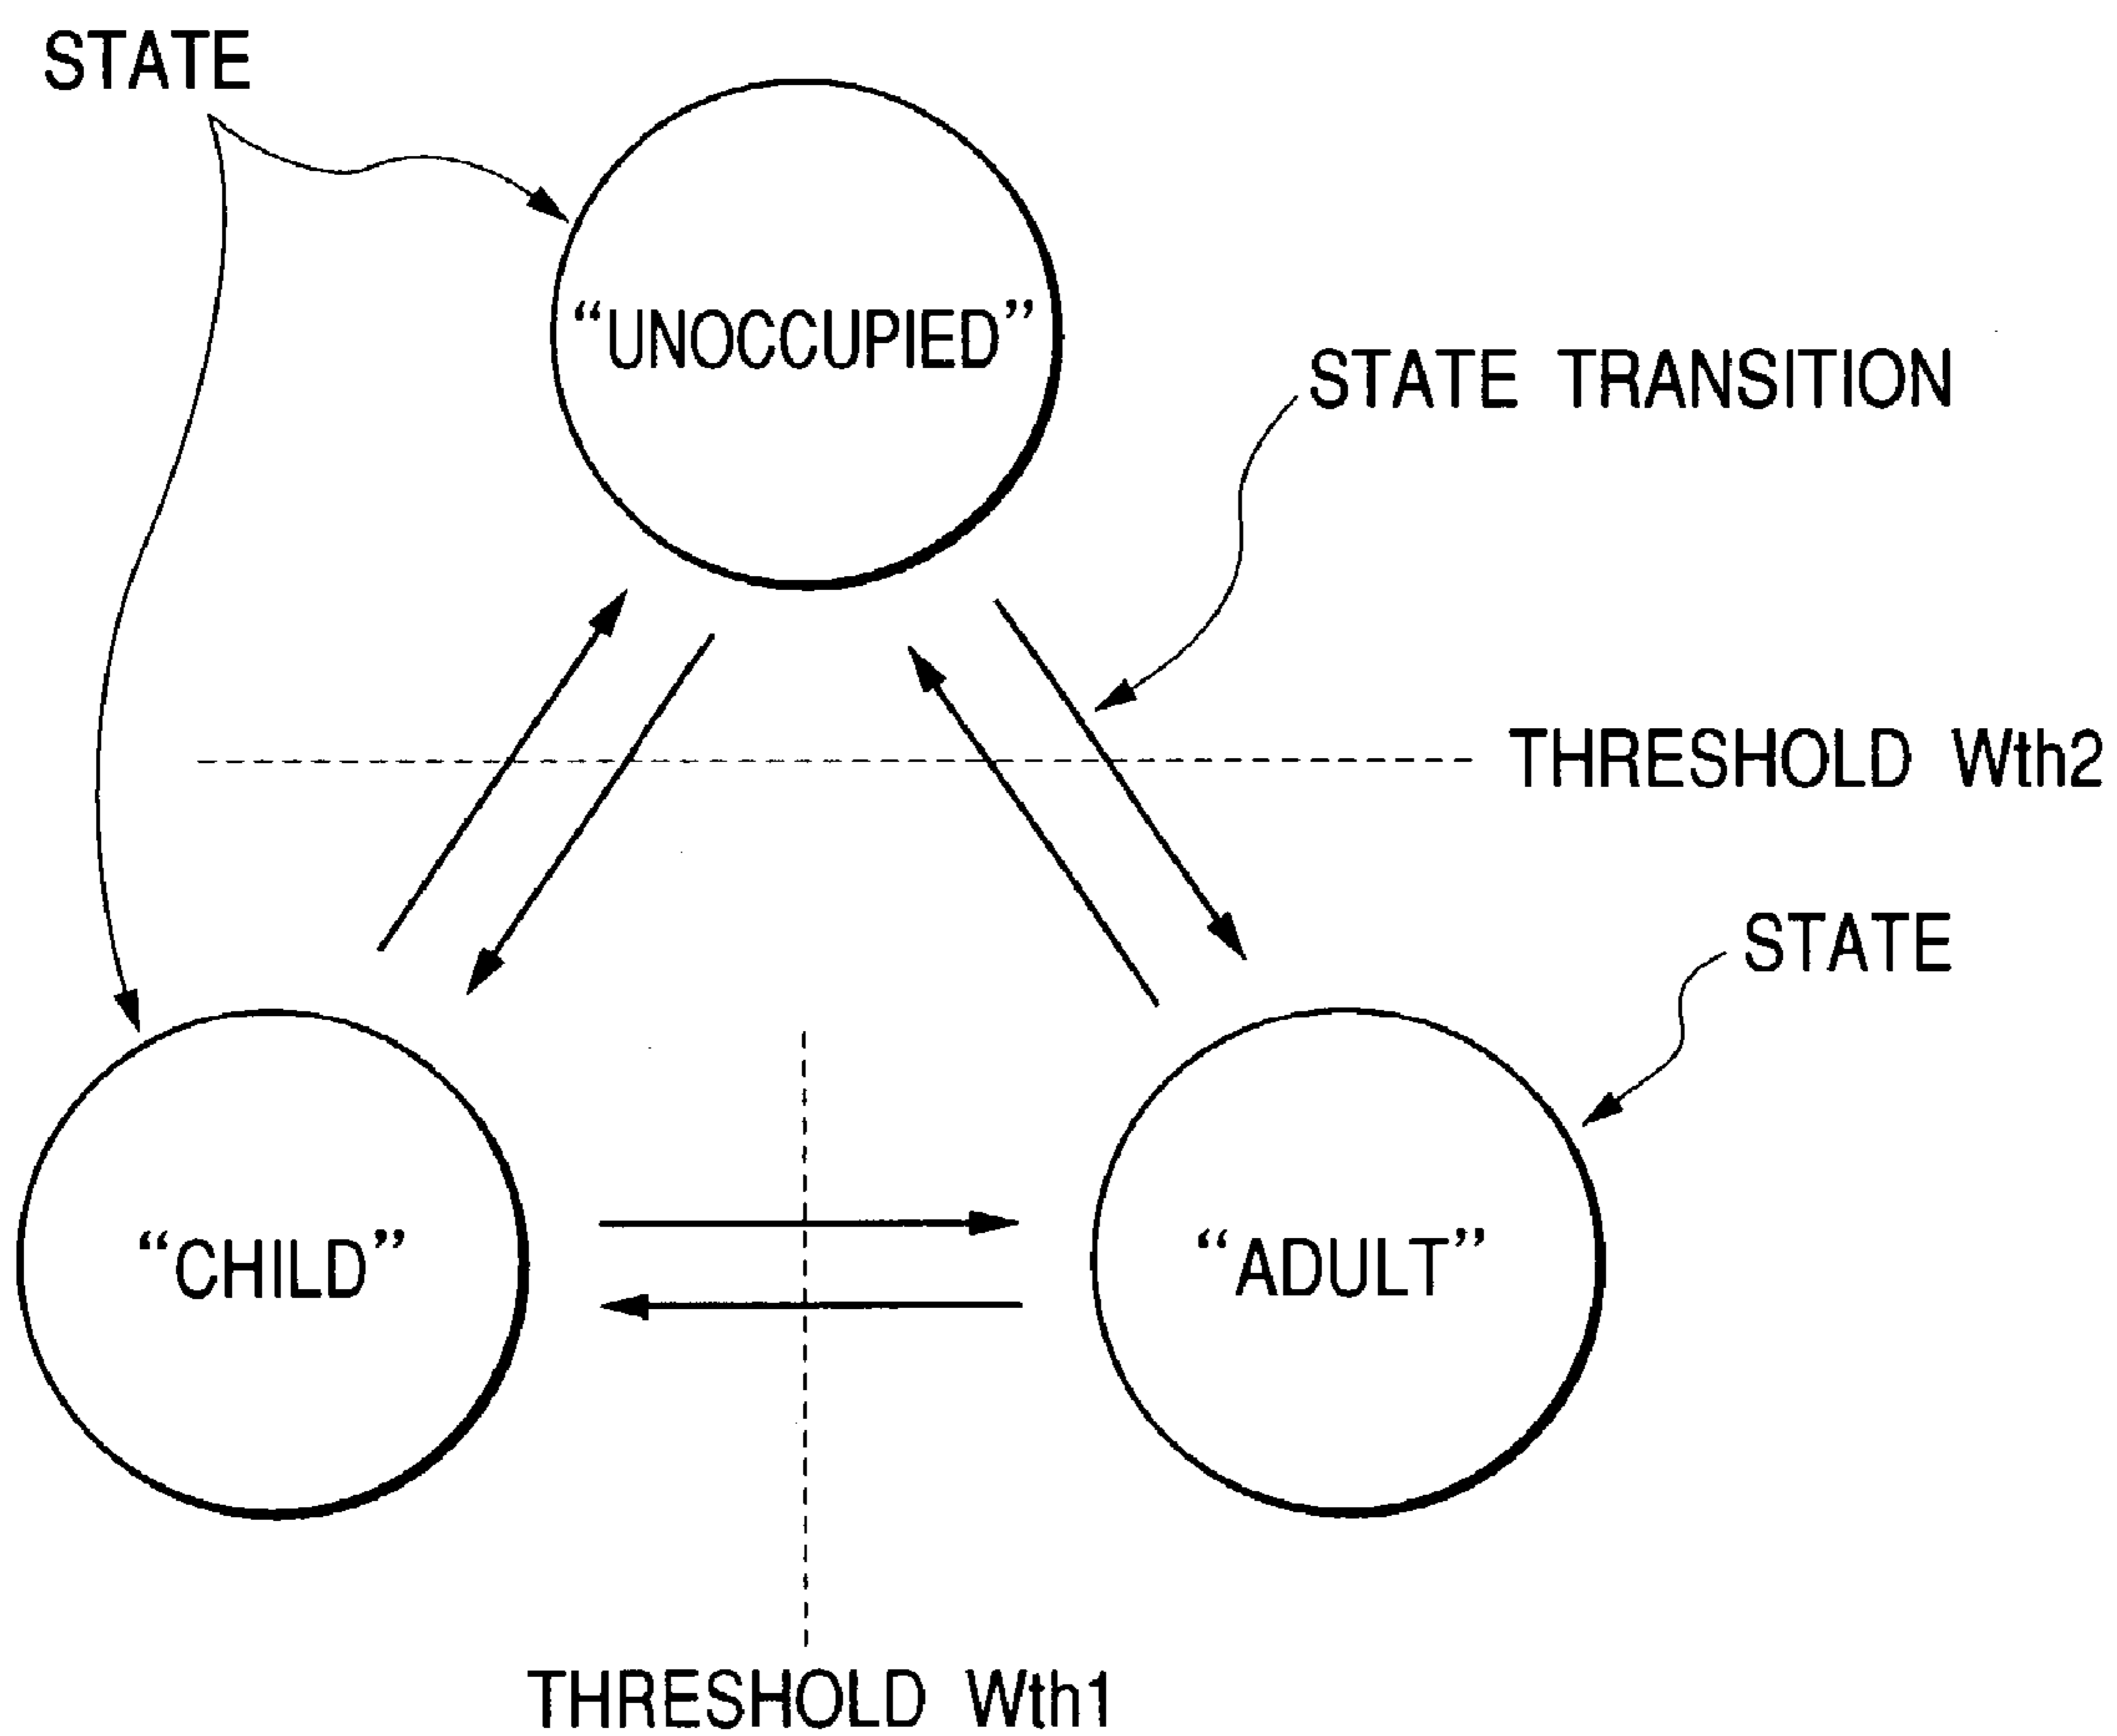 STATE
“UNOCCUPIED”
STATE TRANSITION
THRESHOLD Wth2
STATE
“CHILD”
“ADULT”
THRESHOLD Wth1